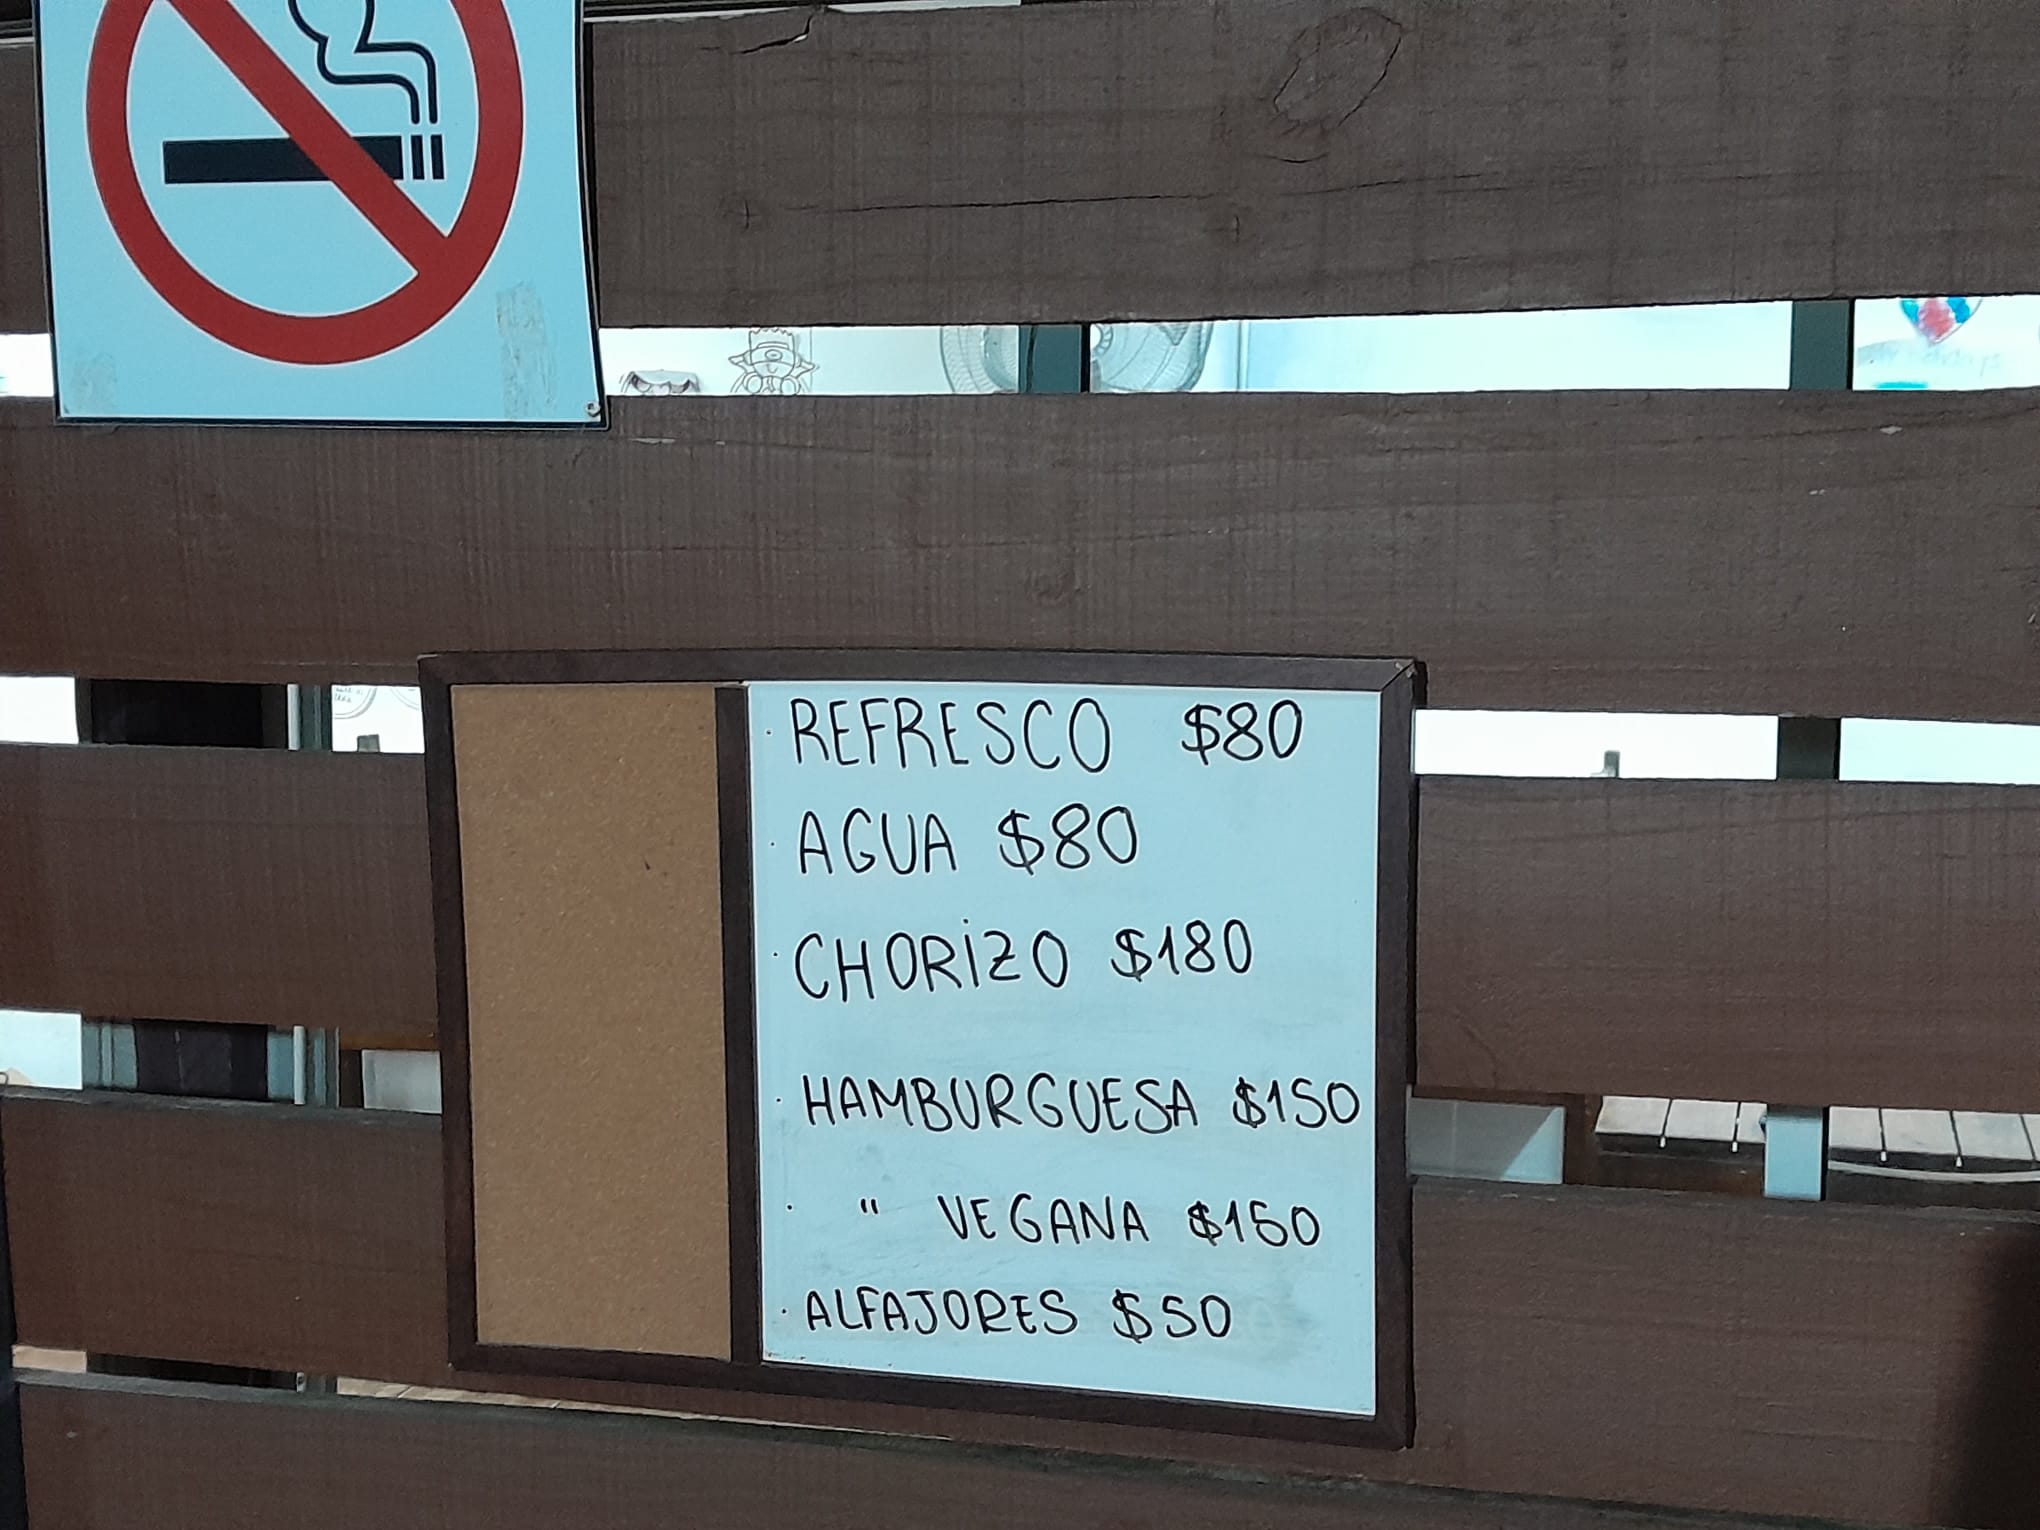 · REFRESCO $80
· AGUA $80
· CHORIZO $180
· HAMBURGUESA $150
· " VEGANA $150
· ALFAJORES $50